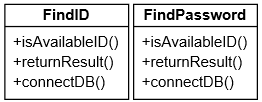 FindID
+isAvailableID()
+returnResult()
+connectDB()
FindPassword
+isAvailableID()
+returnResult()
+connectDB()